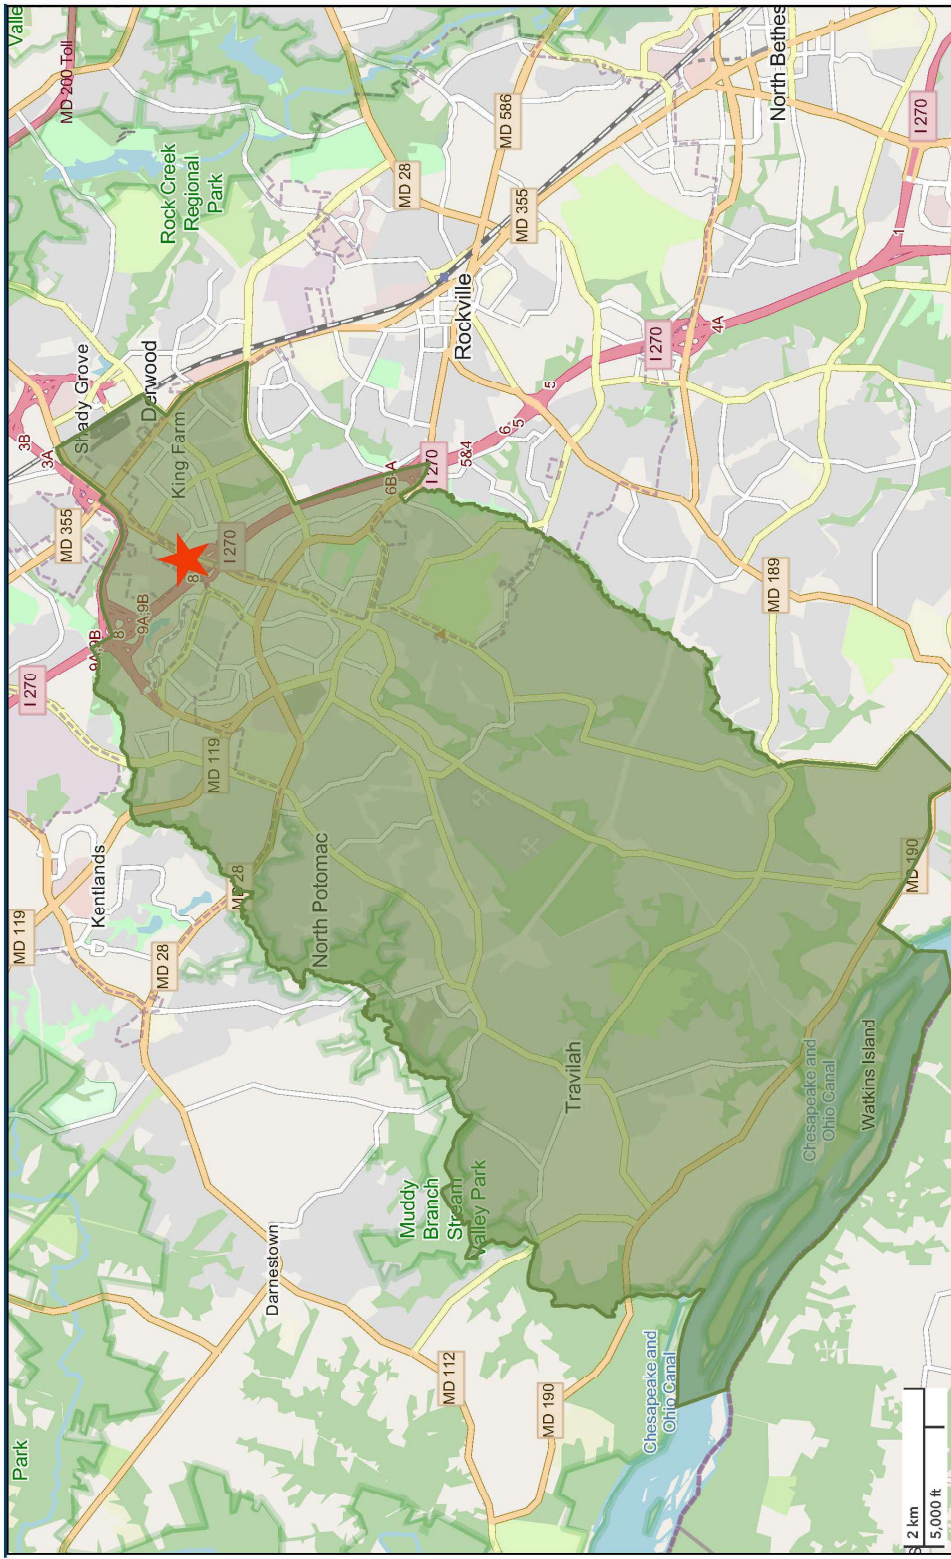 Valle
MD 200 Toll
North Bethes
I 270
MD 586
Rock Creek
Regional
Park
MD 28
MD 355
1
Rockville
I 270
4A
3B
3A
Shady Grove
Derwood
King Farm
5
6
5
5&4
I 270
6B
A
MD 355
I 270
8
9A;9B
8
9A;9B
I 270
MD 189
MD 119
Kentlands
MD 28
North Potomac
MD 190
MD 119
MD 28
Travilah
Chesapeake and
Ohio Canal
Watkins Island
Muddy
Branch
Stream
Valley Park
Darnestown
MD 112
MD 190
Chesapeake and
Ohio Canal
Park
2 km
5,000 ft